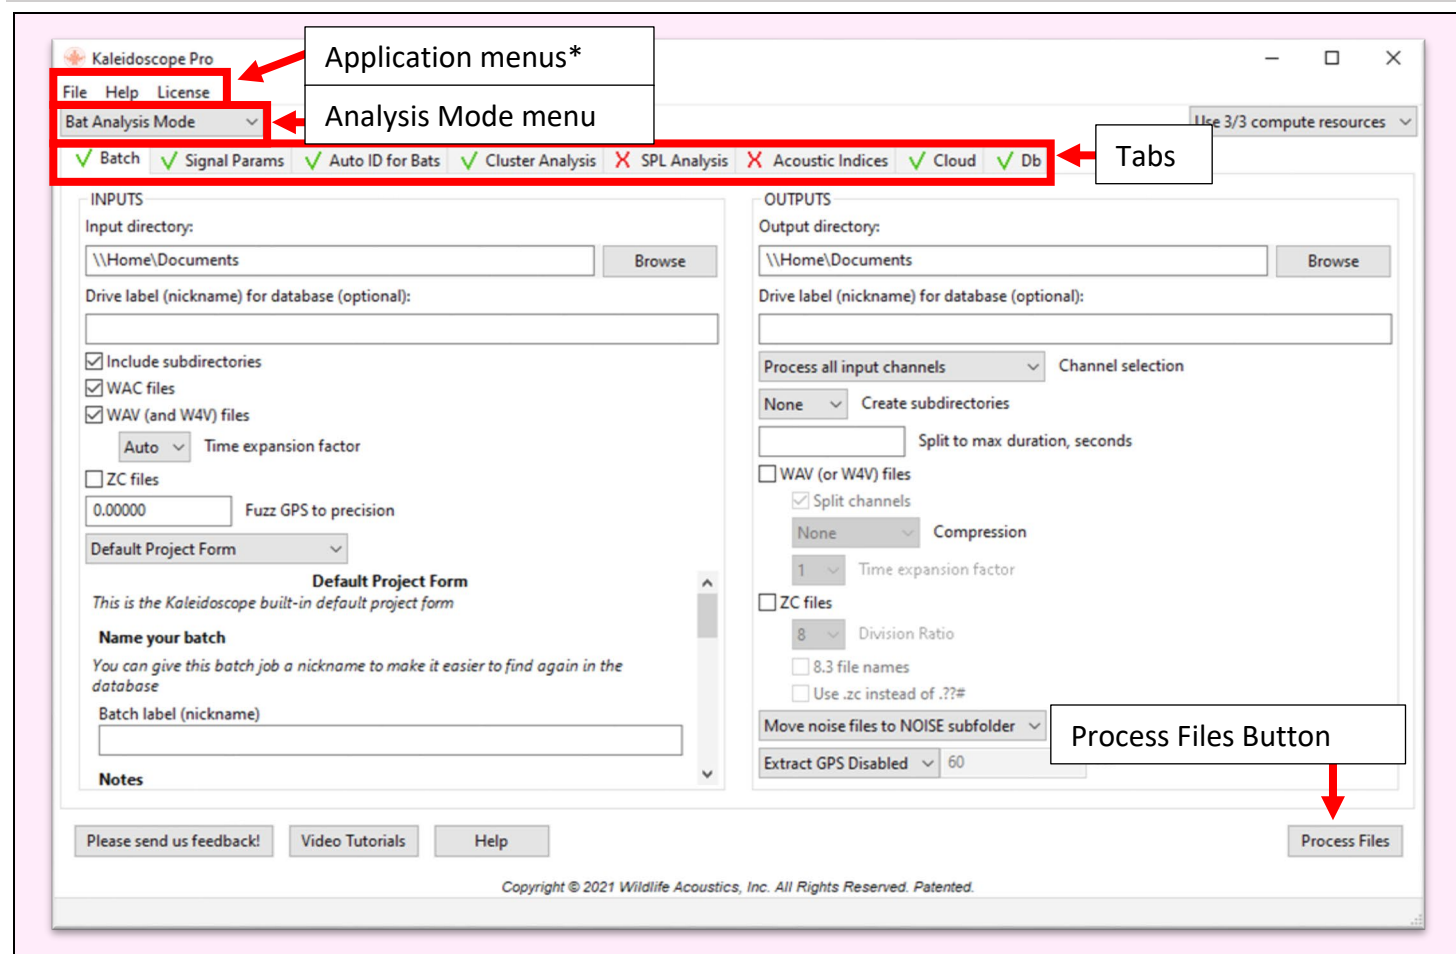 Kaleidoscope Pro
Application menus*
File Help License
Bat Analysis Mode
Analysis Mode menu
Use 3/3 compute resources
Batch Signal Params Auto ID for Bats Cluster Analysis SPL Analysis Acoustic Indices Cloud Db
Tabs
INPUTS
Input directory:
\\Home\Documents Browse
Drive label (nickname) for database (optional):
Include subdirectories
WAC files
WAV (and W4V) files
Auto Time expansion factor
ZC files
0.00000 Fuzz GPS to precision
Default Project Form
Default Project Form
This is the Kaleidoscope built-in default project form
Name your batch
You can give this batch job a nickname to make it easier to find again in the
database
Batch label (nickname)
Notes
OUTPUTS
Output directory:
\\Home\Documents Browse
Drive label (nickname) for database (optional):
Process all input channels Channel selection
None Create subdirectories
Split to max duration, seconds
WAV (or W4V) files
Split channels
None Compression
1 Time expansion factor
ZC files
8 Division Ratio
8.3 file names
Use .zc instead of .??#
Move noise files to NOISE subfolder
Extract GPS Disabled 60
Process Files Button
Please send us feedback! Video Tutorials Help Process Files
Copyright © 2021 Wildlife Acoustics, Inc. All Rights Reserved. Patented.